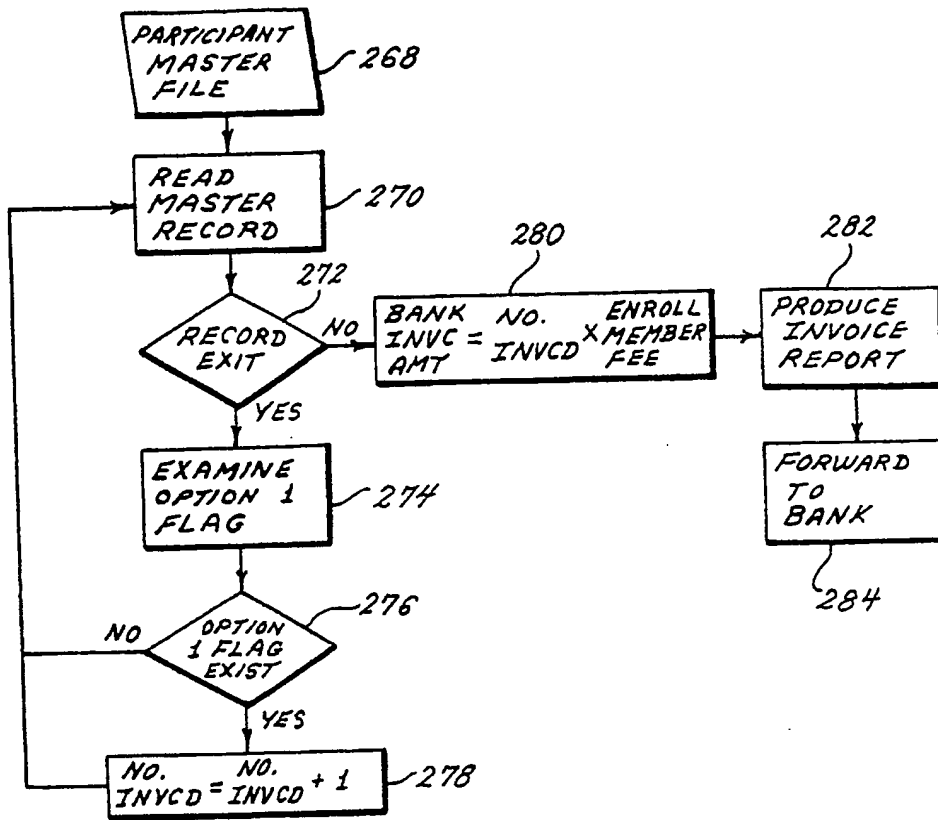 PARTICIPANT
MASTER
FILE
268
READ
MASTER
RECORD
270
272
RECORD
EXIT
NO
YES
280
BANK
INVC = NO. INVCD X ENROLL MEMBER FEE
AMT
282
PRODUCE
INVOICE
REPORT
FORWARD
TO
BANK
284
EXAMINE
OPTION 1
FLAG
274
276
OPTION
1 FLAG
EXIST
NO
YES
NO. NO.
INVCD = INVCD + 1
278